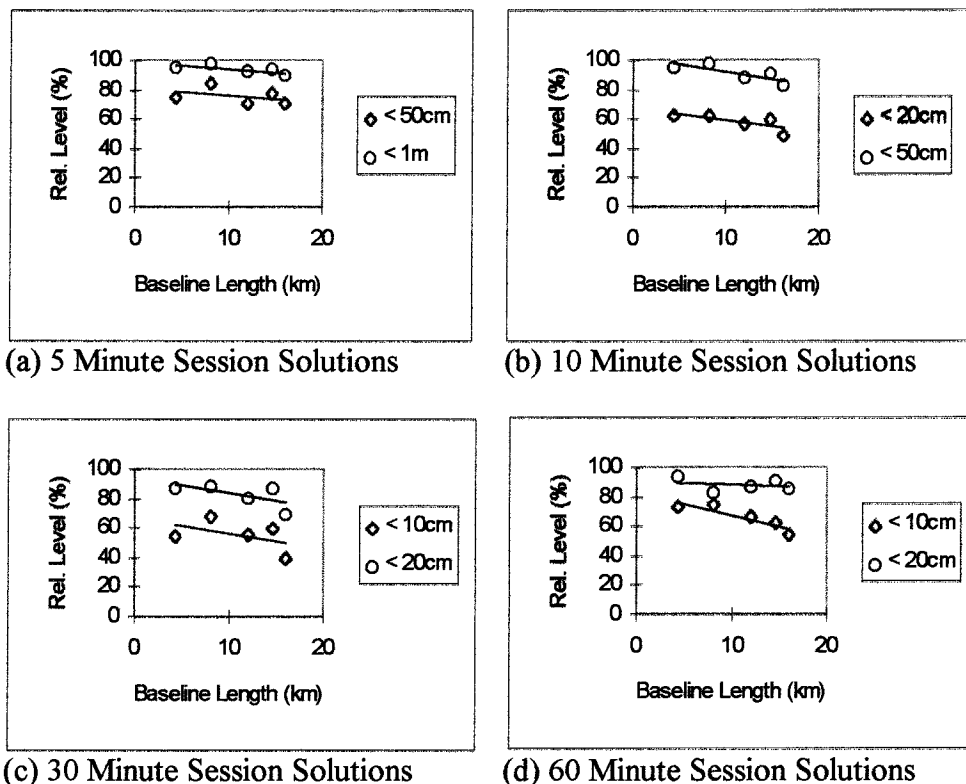 100
80
60
40
20
0
Rel. Level (%)
0 10 20
Baseline Length (km)
< 50cm
< 1m
(a) 5 Minute Session Solutions
100
80
60
40
20
0
Rel. Level (%)
0 10 20
Baseline Length (km)
< 20cm
< 50cm
(b) 10 Minute Session Solutions
100
80
60
40
20
0
Rel. Level (%)
0 10 20
Baseline Length (km)
< 10cm
< 20cm
(c) 30 Minute Session Solutions
100
80
60
40
20
0
Rel. Level (%)
0 10 20
Baseline Length (km)
< 10cm
< 20cm
(d) 60 Minute Session Solutions